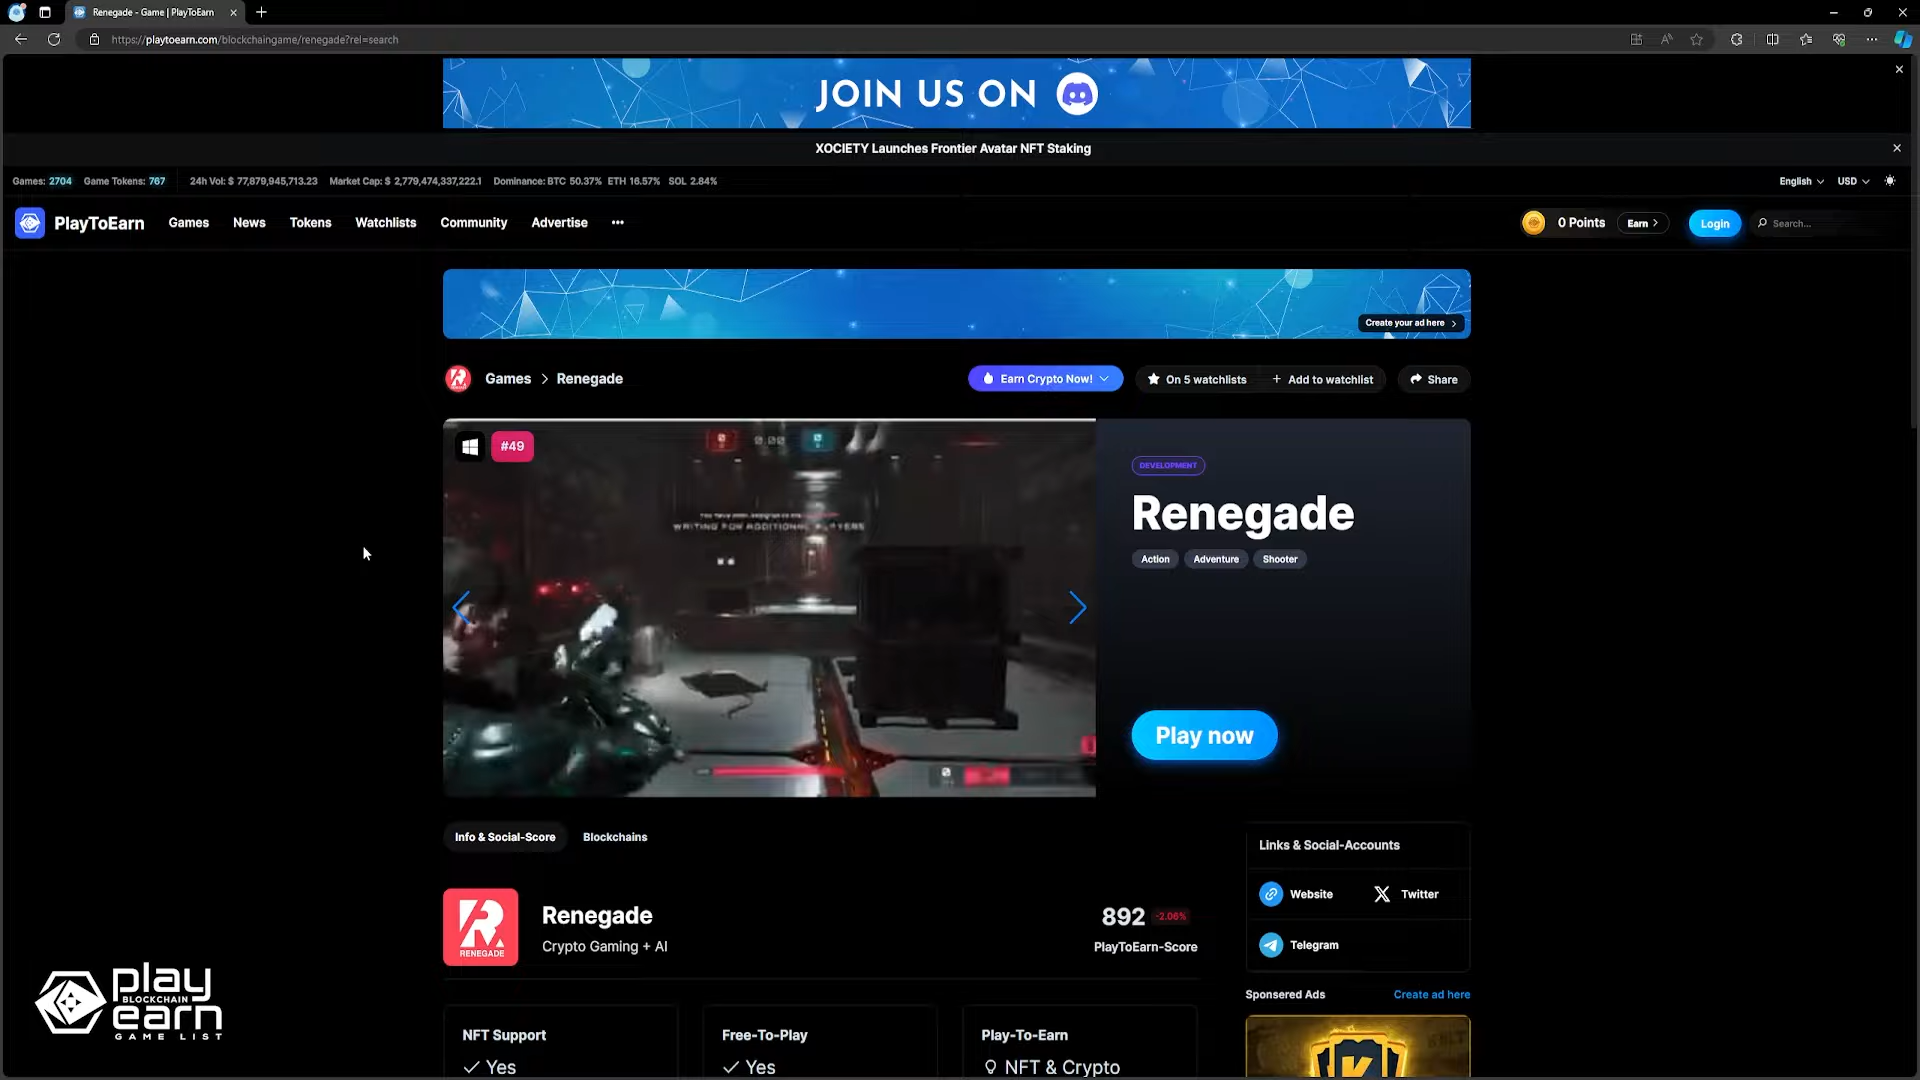 Renegade - Game | PlayToEarn
https://playtoearn.com/blockchaingame/renegade?rel=search
JOIN US ON
XOCIETY Launches Frontier Avatar NFT Staking
Games: 2704 Game Tokens: 767 24h Vol: $ 77,879,945,713.23 Market Cap: $ 2,779,474,337,222.1 Dominance: BTC 50.37% ETH 16.57% SOL 2.84% English USD
PlayToEarn Games News Tokens Watchlists Community Advertise ••• 0 Points Earn Login Search...
Create your ad here
Games > Renegade Earn Crypto Now! On 5 watchlists + Add to watchlist Share
#49
WAITING FOR ADDITIONAL PLAYERS
DEVELOPMENT
Renegade
Action Adventure Shooter
Play now
Info & Social-Score Blockchains
Links & Social-Accounts
Website Twitter
Telegram
RENEGADE
Renegade
Crypto Gaming + AI
892 -2.06%
PlayToEarn-Score
Sponsored Ads Create ad here
NFT Support Free-To-Play Play-To-Earn
Yes Yes NFT & Crypto
play
BLOCKCHAIN
earn
GAME LIST